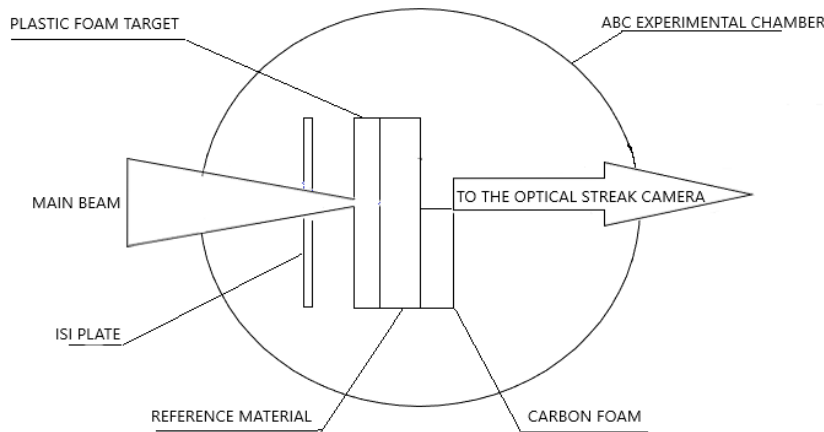 PLASTIC FOAM TARGET
ABC EXPERIMENTAL CHAMBER
MAIN BEAM
TO THE OPTICAL STREAK CAMERA
ISI PLATE
REFERENCE MATERIAL
CARBON FOAM